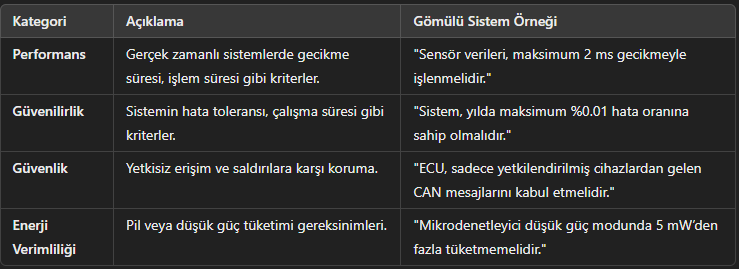 Kategori Açıklama Gömülü Sistem Örneği
Performans Gerçek zamanlı sistemlerde gecikme "Sensör verileri, maksimum 2 ms gecikmeyle
süresi, işlem süresi gibi kriterler. işlenmelidir."
Güvenilirlik Sistemin hata toleransı, çalışma süresi gibi "Sistem, yılda maksimum %0.01 hata oranına
kriterler. sahip olmalıdır."
Güvenlik Yetkisiz erişim ve saldırılara karşı koruma. "ECU, sadece yetkilendirilmiş cihazlardan gelen
CAN mesajlarını kabul etmelidir."
Enerji Pil veya düşük güç tüketimi gereksinimleri. "Mikrodenetleyici düşük güç modunda 5 mW’den
Verimliliği fazla tüketmemelidir."